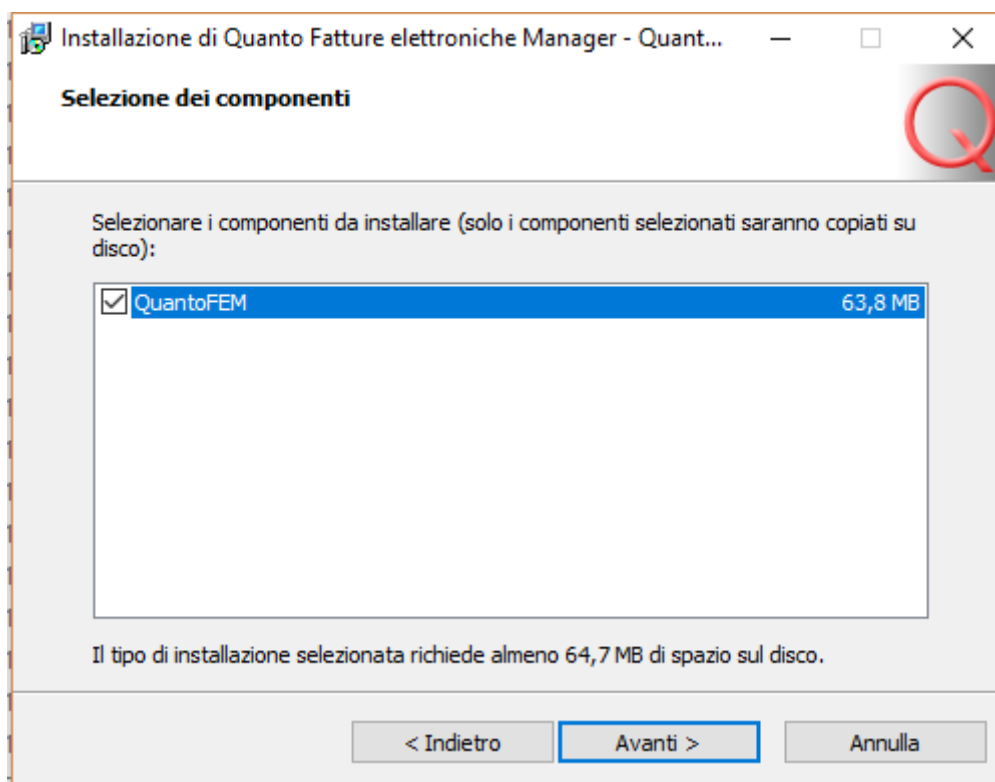 Installazione di Quanto Fatture elettroniche Manager - Quant...
Selezione dei componenti
Selezionare i componenti da installare (solo i componenti selezionati saranno copiati su
disco):
QuantoFEM 63,8 MB
Il tipo di installazione selezionata richiede almeno 64,7 MB di spazio sul disco.
< Indietro Avanti > Annulla